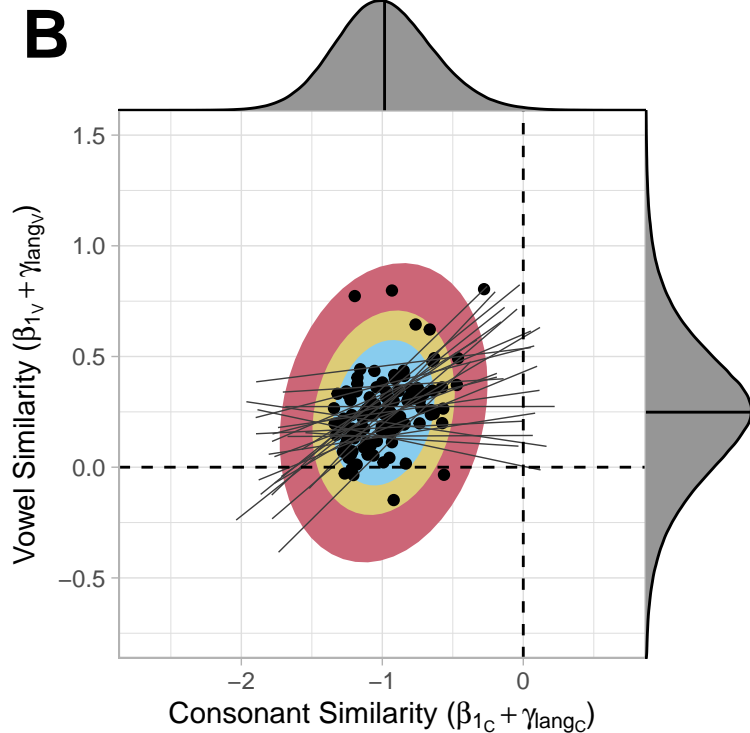 B
1.5
1.0
0.5
0.0
−0.5
Vowel Similarity (β1V + γlangV)
−2
−1
0
Consonant Similarity (β1C + γlangC)